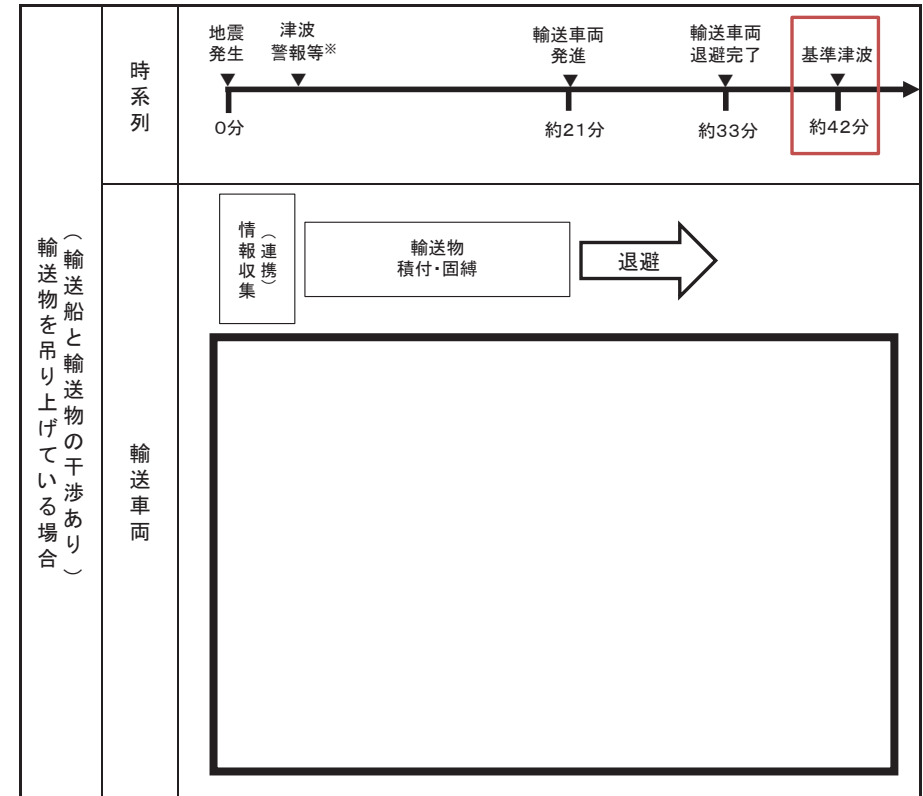 輸送物を吊り上げている場合
（輸送船と輸送物の干渉あり）
時系列
地震
発生
津波
警報等※
輸送車両
発進
輸送車両
退避完了
基準津波
0分
約21分
約33分
約42分
輸送車両
情報収集
（連携）
輸送物
積付・固縛
退避